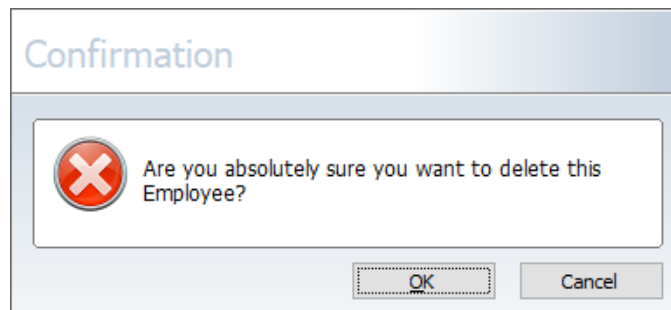 Confirmation
Are you absolutely sure you want to delete this
Employee?
OK
Cancel